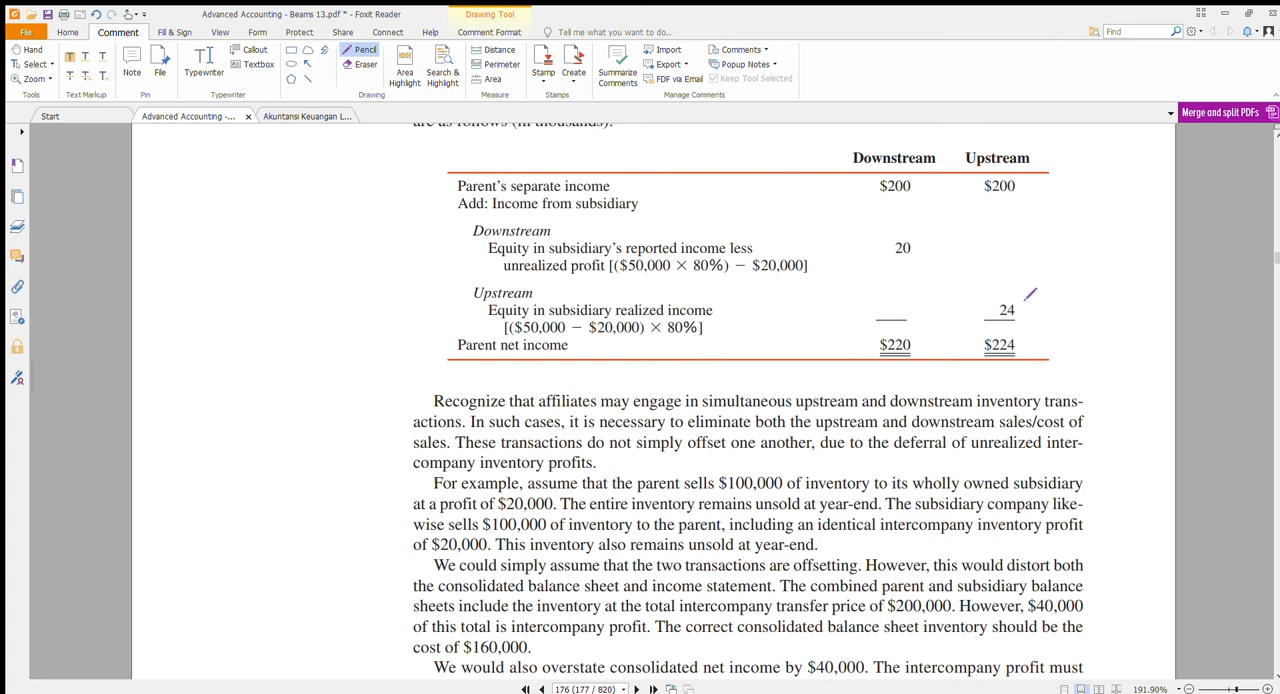 Advanced Accounting - Beams 13.pdf * - Foxit Reader
Drawing Tool
File Home Comment Fill & Sign View Form Protect Share Connect Help Comment Format Tell me what you want to do.. Find
Hand
Select
Zoom
Tools
Text Markup
Note
File
Pin
Typewriter
Callout
Textbox
Typewriter
Pencil
Eraser
Area Highlight
Search & Highlight
Drawing
Distance
Perimeter
Area
Measure
Stamp
Create
Stamps
Summarize Comments
Import
Export
FDF via Email
Comments
Popup Notes
Keep Tool Selected
Manage Comments
Start
Advanced Accounting -...
Akuntansi Keuangan L...
Merge and split PDFs
are as follows (in thousands):
Downstream Upstream
Parent's separate income $200 $200
Add: Income from subsidiary
Downstream
Equity in subsidiary's reported income less 20
unrealized profit [($50,000 × 80%) − $20,000]
Upstream
Equity in subsidiary realized income 24
[($50,000 − $20,000) × 80%]
Parent net income $220 $224
Recognize that affiliates may engage in simultaneous upstream and downstream inventory trans-
actions. In such cases, it is necessary to eliminate both the upstream and downstream sales/cost of
sales. These transactions do not simply offset one another, due to the deferral of unrealized inter-
company inventory profits.
For example, assume that the parent sells $100,000 of inventory to its wholly owned subsidiary
at a profit of $20,000. The entire inventory remains unsold at year-end. The subsidiary company like-
wise sells $100,000 of inventory to the parent, including an identical intercompany inventory profit
of $20,000. This inventory also remains unsold at year-end.
We could simply assume that the two transactions are offsetting. However, this would distort both
the consolidated balance sheet and income statement. The combined parent and subsidiary balance
sheets include the inventory at the total intercompany transfer price of $200,000. However, $40,000
of this total is intercompany profit. The correct consolidated balance sheet inventory should be the
cost of $160,000.
We would also overstate consolidated net income by $40,000. The intercompany profit must
176 (177 / 820)
191.90%